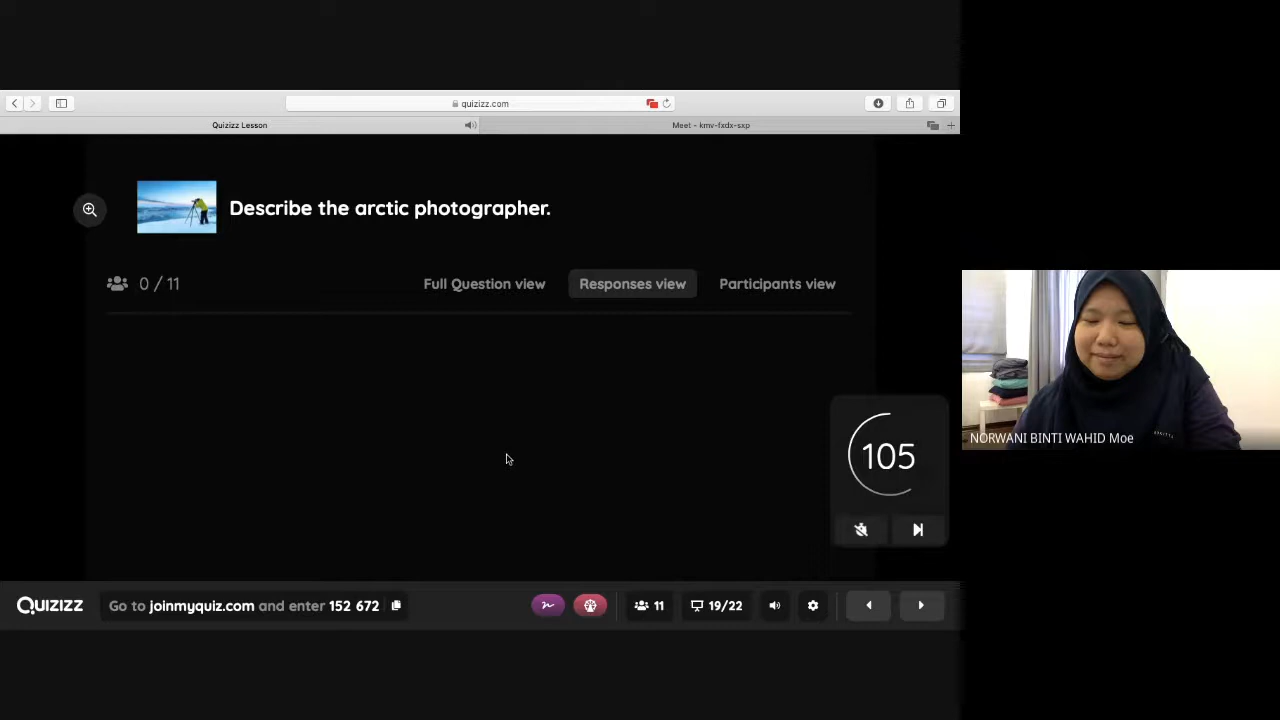 quizizz.com
Quizizz Lesson
Meet - kmv-fxdx-sxp
Describe the arctic photographer.
0 / 11
Full Question view
Responses view
Participants view
105
NORWANI BINTI WAHID Moe
QUIZIZZ
Go to joinmyquiz.com and enter 152 672
11
19/22